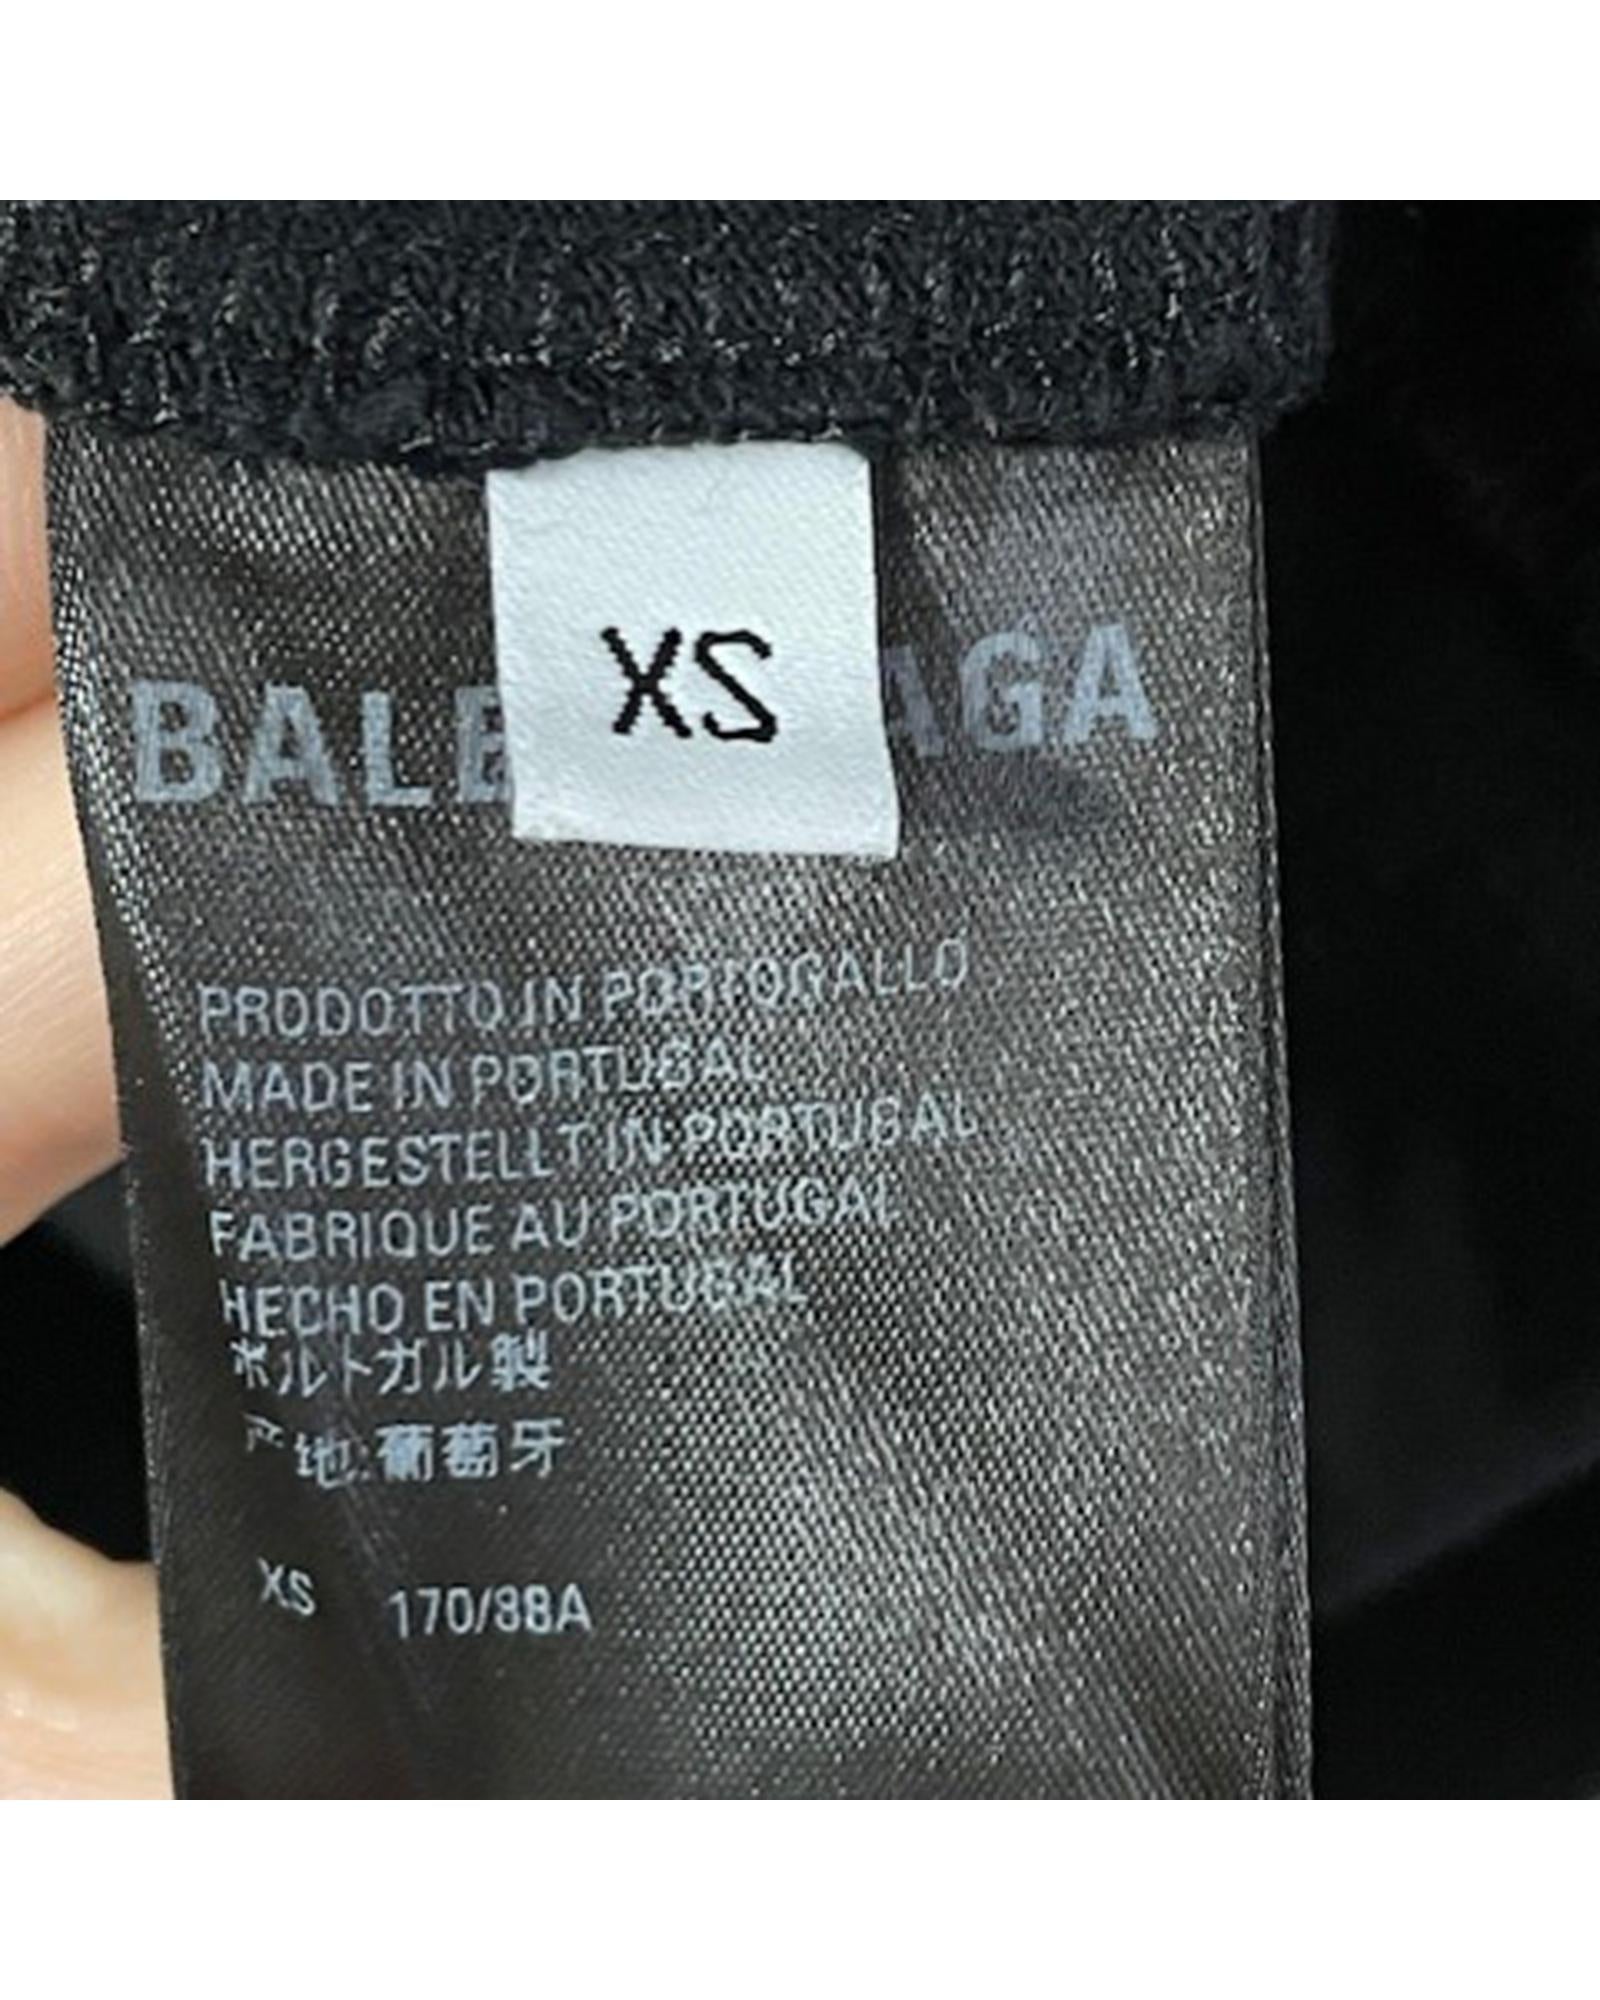 XS
BALE AGA
PRODOTTO IN PORTOGALLO
MADE IN PORTUGAL
HERGESTELLT IN PORTUGAL
FABRIQUE AU PORTUGAL
HECHO EN PORTUGAL
ポルトガル製
产地:葡萄牙
XS 170/88A